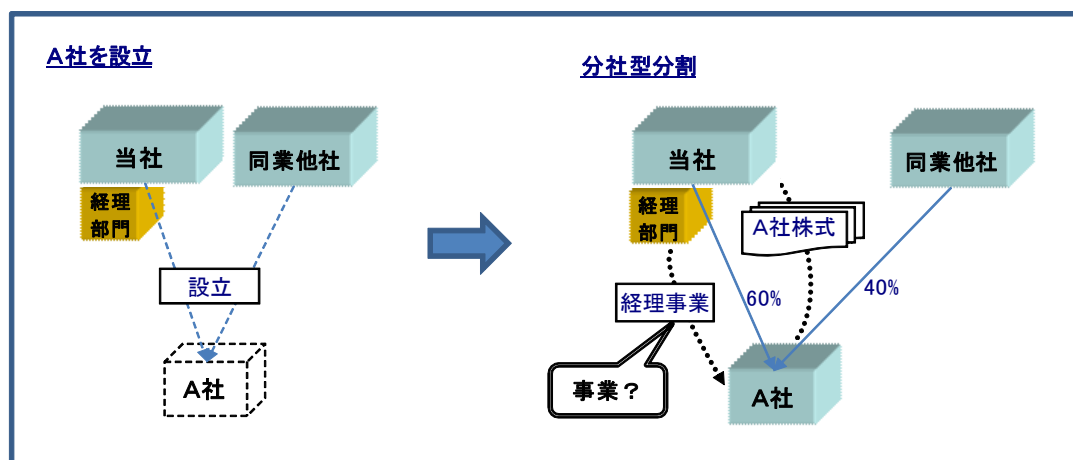 A社を設立
当社
同業他社
経理
部門
設立
A社
分社型分割
当社
同業他社
経理
部門
A社株式
経理事業
60%
40%
事業？
A社